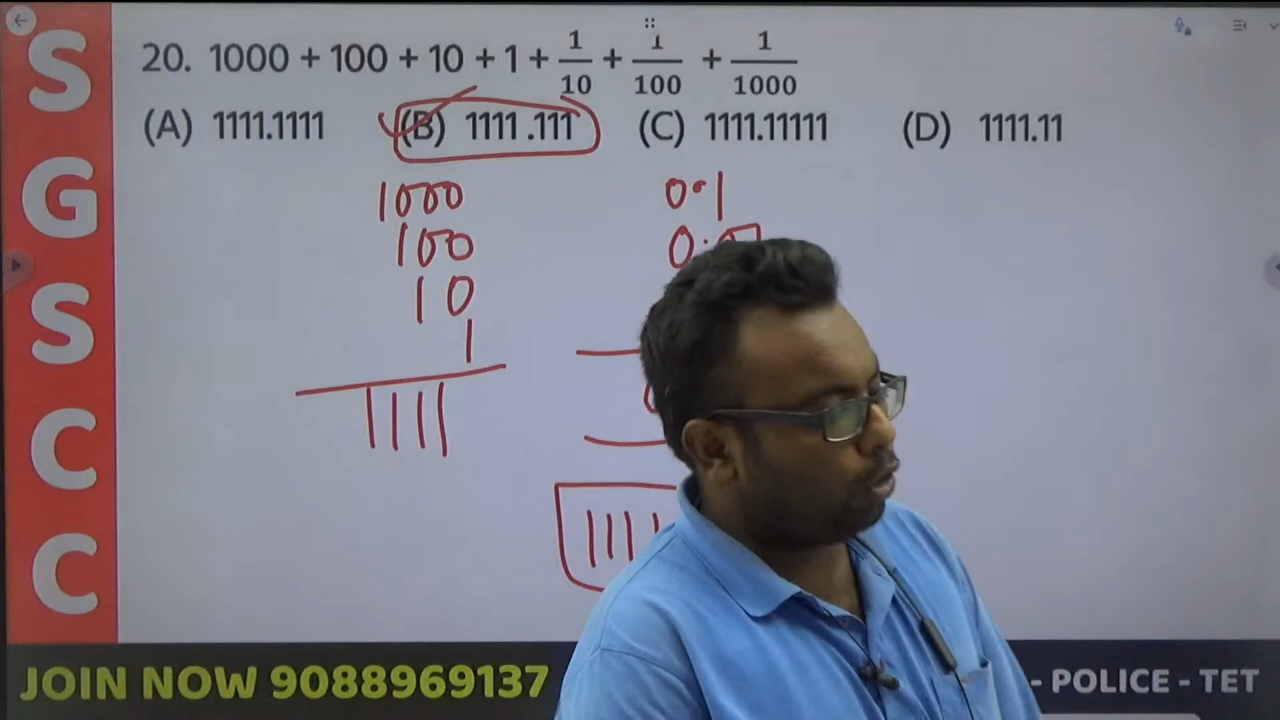 S
G
S
C
C
20. 1000 + 100 + 10 + 1 + 1/10 + 1/100 + 1/1000
(A) 1111.1111 (B) 1111 .111 (C) 1111.11111 (D) 1111.11
1000
100
10
1
1111
0.1
JOIN NOW 9088969137
- POLICE - TET